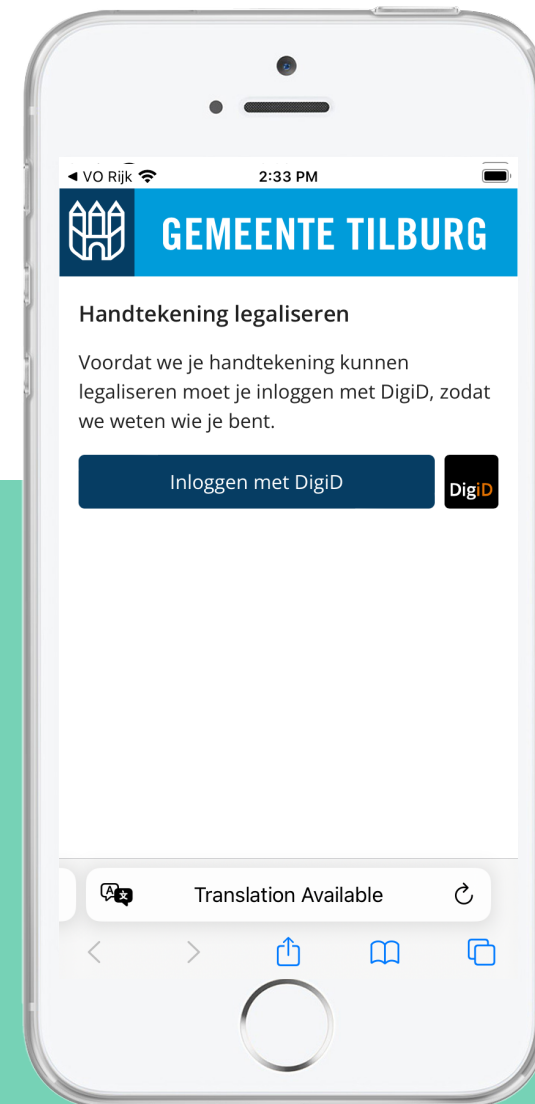 ◀ VO Rijk 2:33 PM
GEMEENTE TILBURG
Handtekening legaliseren
Voordat we je handtekening kunnen
legaliseren moet je inloggen met DigiD, zodat
we weten wie je bent.
Inloggen met DigiD
DigiD
Translation Available